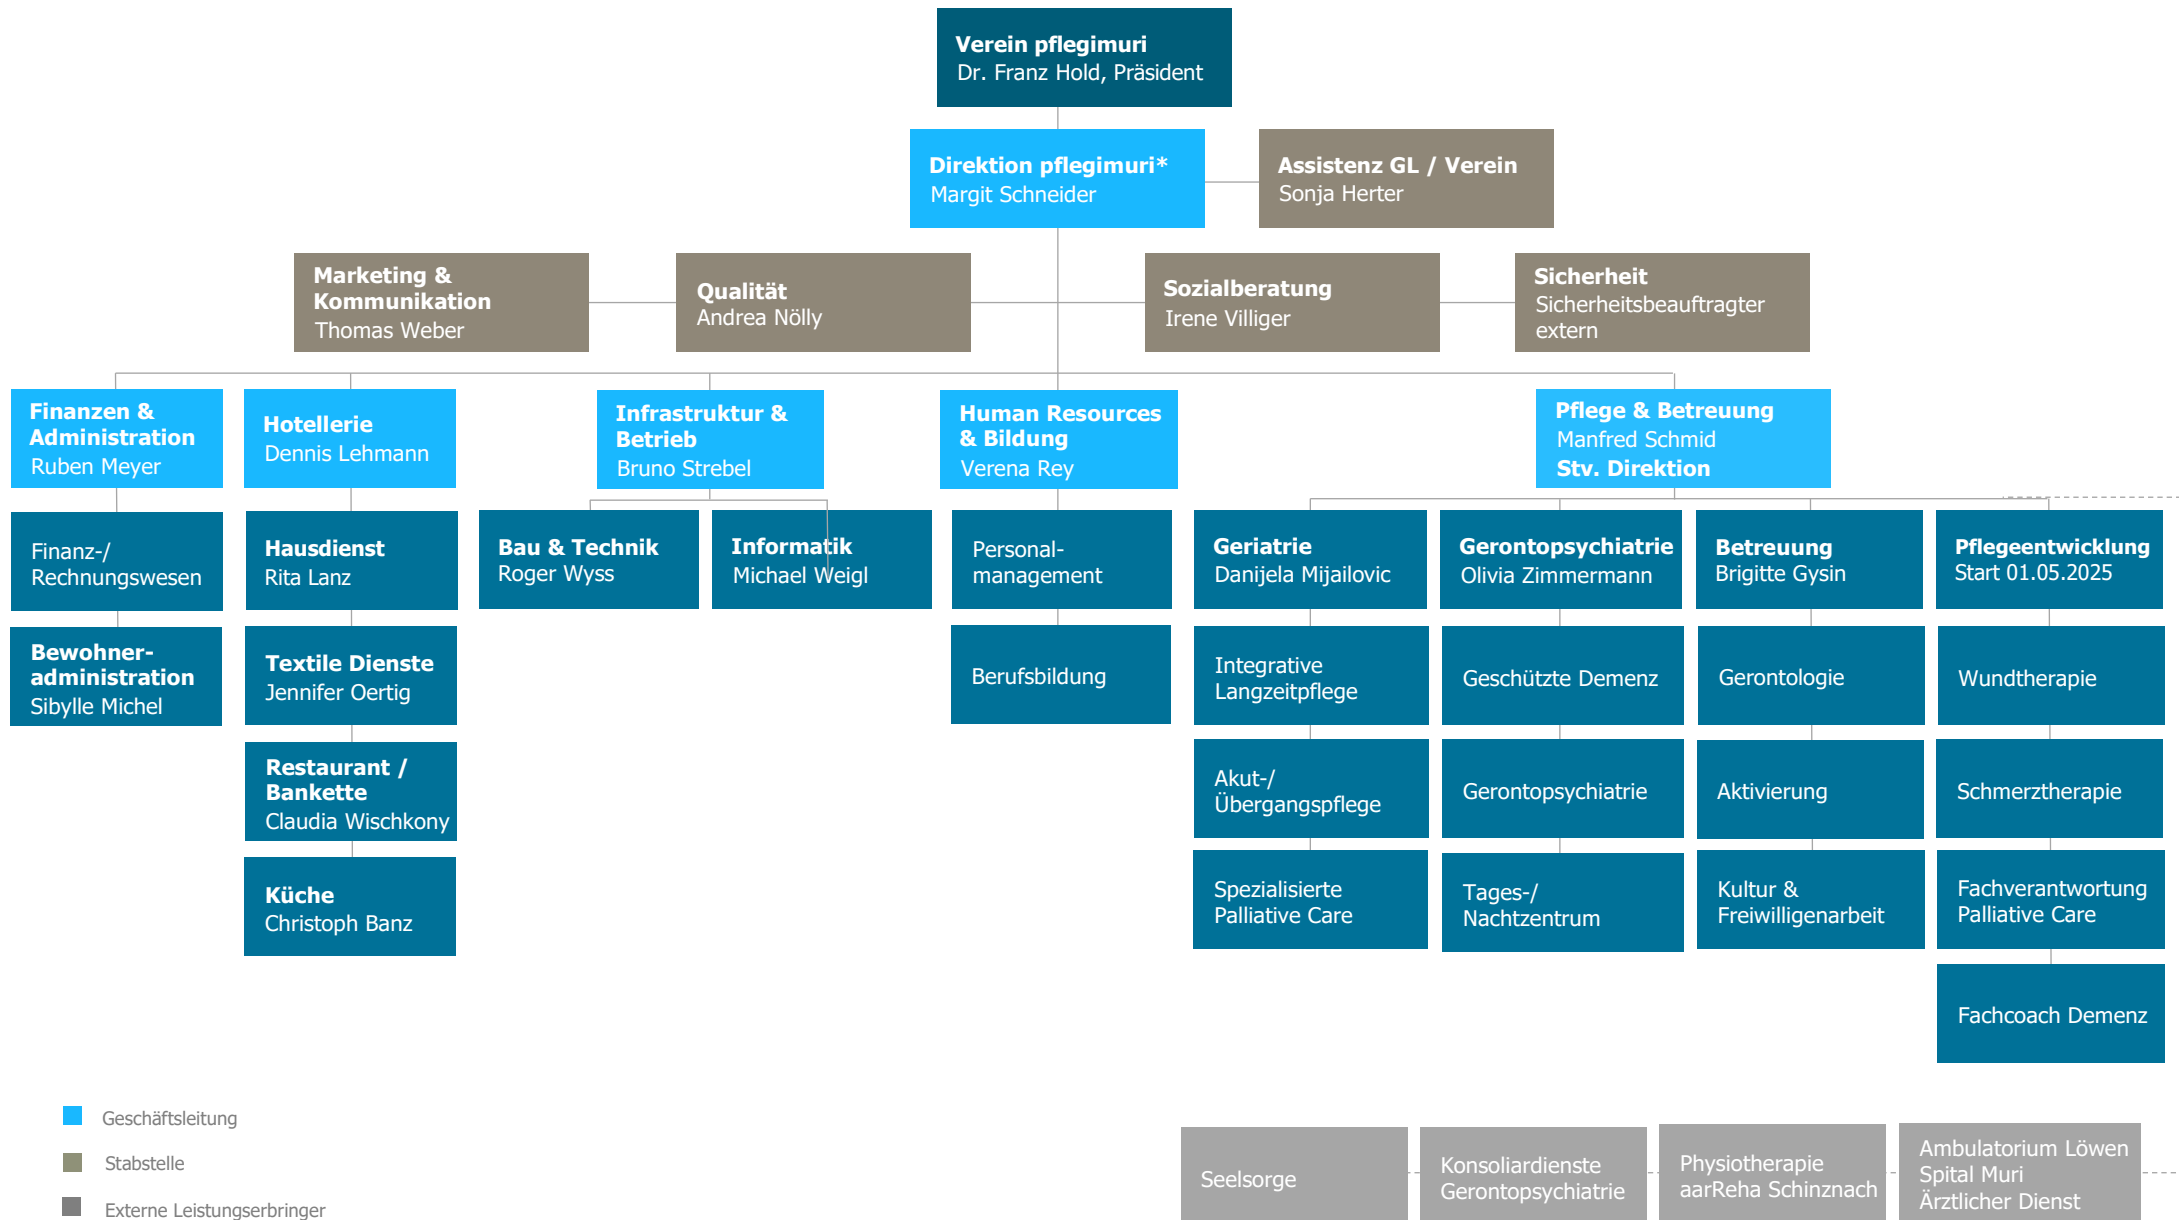 Verein pflegimuri
Dr. Franz Hold, Präsident
Direktion pflegimuri*
Margit Schneider
Assistenz GL / Verein
Sonja Herter
Marketing &
Kommunikation
Thomas Weber
Qualität
Andrea Nölly
Sozialberatung
Irene Villiger
Sicherheit
Sicherheitsbeauftragter
extern
Finanzen &
Administration
Ruben Meyer
Hotellerie
Dennis Lehmann
Infrastruktur &
Betrieb
Bruno Strebel
Human Resources
& Bildung
Verena Rey
Pflege & Betreuung
Manfred Schmid
Stv. Direktion
Finanz-/
Rechnungswesen
Hausdienst
Rita Lanz
Bau & Technik
Roger Wyss
Informatik
Michael Weigl
Personal-
management
Geriatrie
Danijela Mijailovic
Gerontopsychiatrie
Olivia Zimmermann
Betreuung
Brigitte Gysin
Pflegeentwicklung
Start 01.05.2025
Bewohner-
administration
Sibylle Michel
Textile Dienste
Jennifer Oertig
Berufsbildung
Integrative
Langzeitpflege
Geschützte Demenz
Gerontologie
Wundtherapie
Restaurant /
Bankette
Claudia Wischkony
Akut-/
Übergangspflege
Gerontopsychiatrie
Aktivierung
Schmerztherapie
Küche
Christoph Banz
Spezialisierte
Palliative Care
Tages-/
Nachtzentrum
Kultur &
Freiwilligenarbeit
Fachverantwortung
Palliative Care
Fachcoach Demenz
Geschäftsleitung
Stabstelle
Externe Leistungserbringer
Seelsorge
Konsoliardienste
Gerontopsychiatrie
Physiotherapie
aarReha Schinznach
Ambulatorium Löwen
Spital Muri
Ärztlicher Dienst